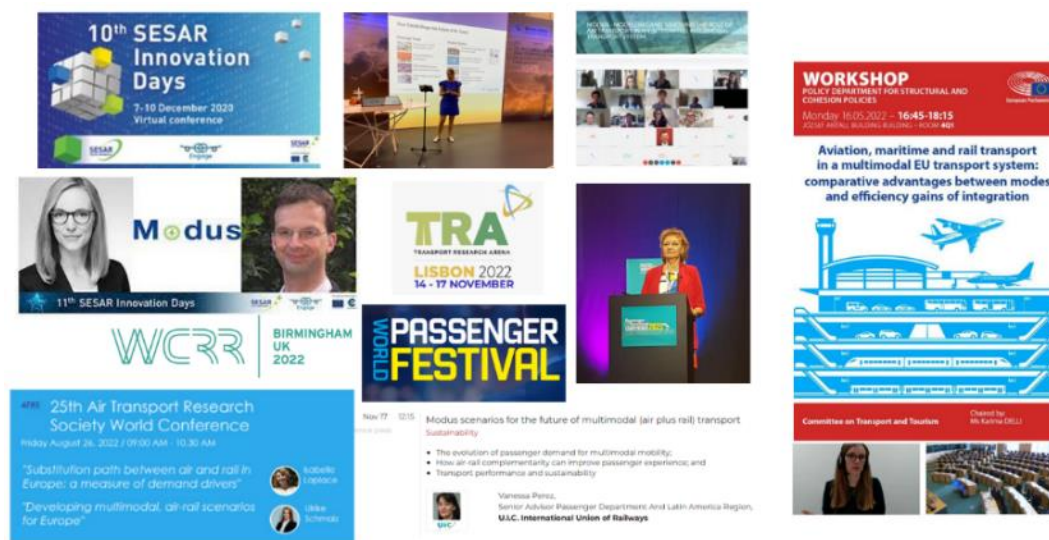 10th SESAR
Innovation
Days
7-10 December 2020
Virtual conference
SESAR
Engage
SESAR
Modus
11th SESAR Innovation Days
SESAR
TRA
TRANSPORT RESEARCH ARENA
LISBON 2022
14 - 17 NOVEMBER
WCRR
BIRMINGHAM
UK
2022
WORLD
PASSENGER
FESTIVAL
25th Air Transport Research
Society World Conference
Friday August 26, 2022 / 09:00 AM - 10:30 AM
"Substitution path between air and rail in
Europe: a measure of demand drivers"
Isabelle
Laplace
"Developing multimodal, air-rail scenarios
for Europe"
Ulrike
Schmalz
Nov 17 12:15
Modus scenarios for the future of multimodal (air plus rail) transport
Sustainability
• The evolution of passenger demand for multimodal mobility;
• How air-rail complementarity can improve passenger experience; and
• Transport performance and sustainability
Vanessa Perez,
Senior Advisor Passenger Department And Latin America Region,
U.I.C. International Union of Railways
UIC
WORKSHOP
POLICY DEPARTMENT FOR STRUCTURAL AND
COHESION POLICIES
European Parliament
Monday 16.05.2022 – 16:45-18:15
Aviation, maritime and rail transport
in a multimodal EU transport system:
comparative advantages between modes
and efficiency gains of integration
Committee on Transport and Tourism
Chaired by:
Ms Karima DELLI